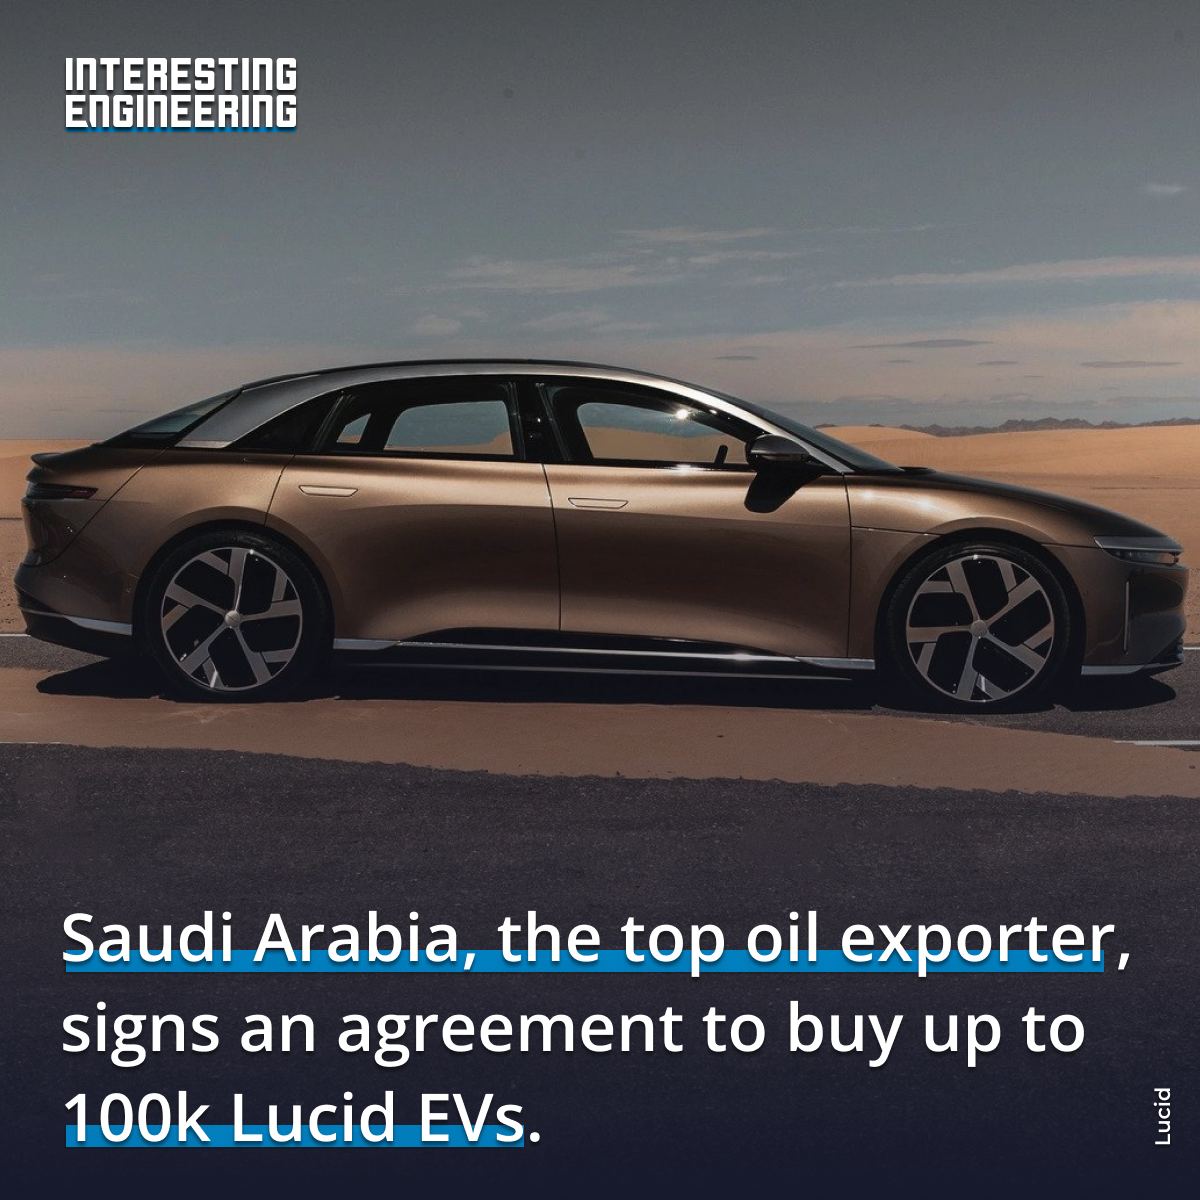 INTERESTING
ENGINEERING
Saudi Arabia, the top oil exporter,
signs an agreement to buy up to
100k Lucid EVs.
Lucid